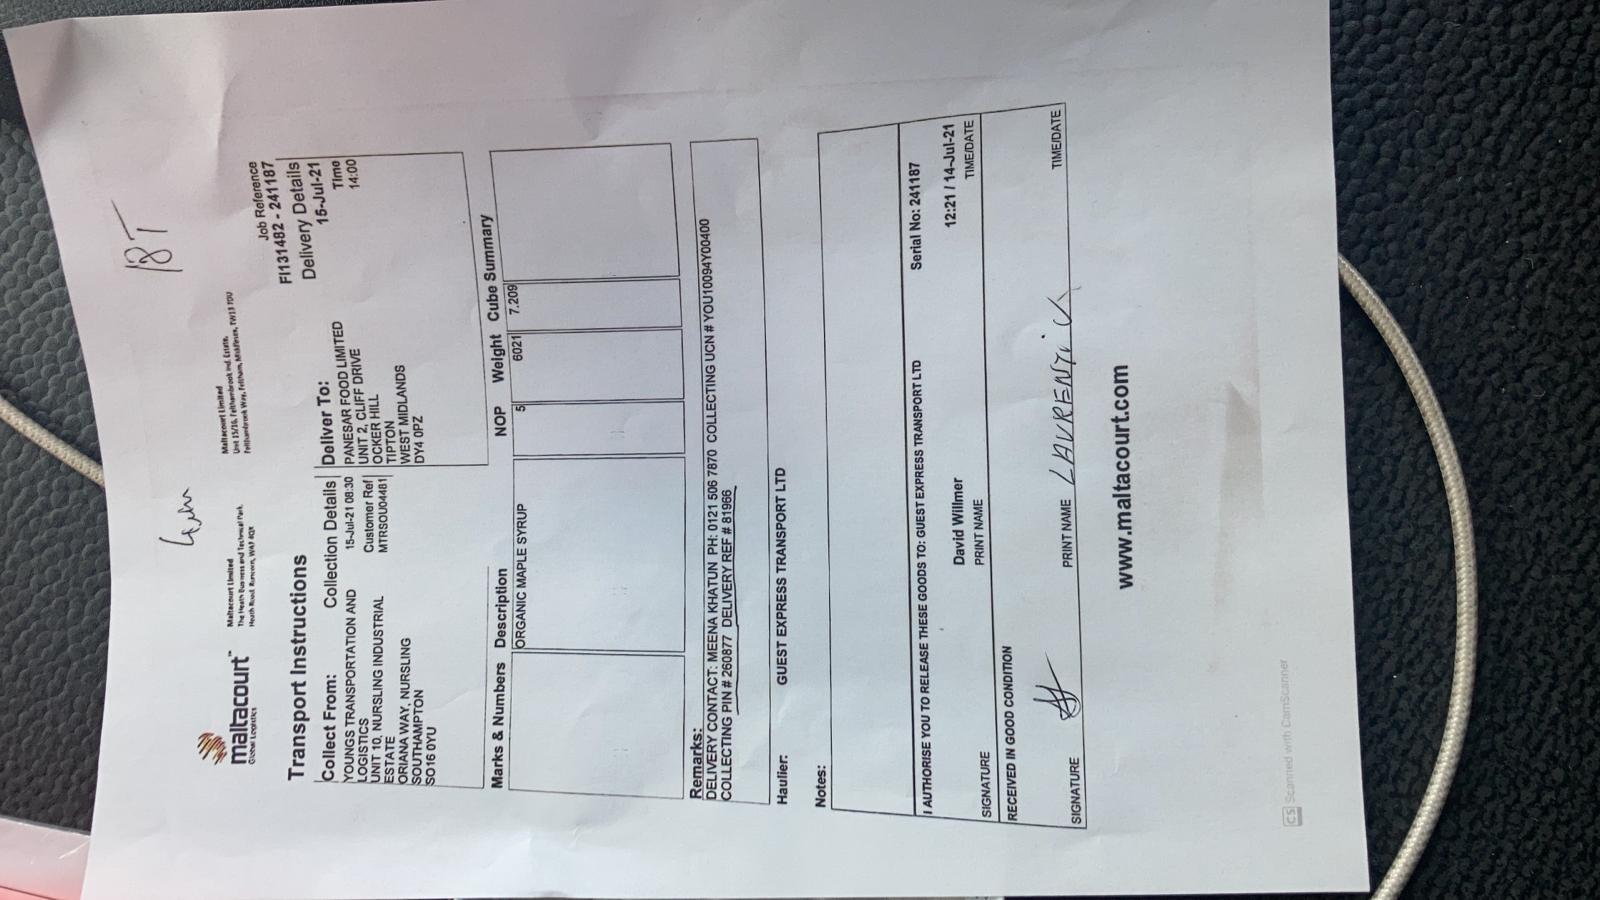 18T
maltacourt™
Global Logistics
Maltacourt Limited
The Heath Business and Technical Park,
Heath Road, Runcorn, WA7 4QX
Maltacourt Limited
Unit 15/16, Felthambrook Ind. Estate,
Felthambrook Way, Feltham, Middlesex, TW13 7DU
Job Reference
FI131482 - 241187
Transport Instructions
Delivery Details
15-Jul-21
Time
14:00
Collect From:
YOUNGS TRANSPORTATION AND
LOGISTICS
UNIT 10, NURSLING INDUSTRIAL
ESTATE
ORIANA WAY, NURSLING
SOUTHAMPTON
SO16 0YU
Collection Details
15-Jul-21 08:30
Customer Ref
MTRSOU04481
Deliver To:
PANESAR FOOD LIMITED
UNIT 2, CLIFF DRIVE
OCKER HILL
TIPTON
WEST MIDLANDS
DY4 0PZ
Marks & Numbers Description NOP Weight Cube Summary
ORGANIC MAPLE SYRUP 5 6021 7.209
Remarks:
DELIVERY CONTACT: MEENA KHATUN PH: 0121 506 7870 COLLECTING UCN # YOU10094Y00400
COLLECTING PIN # 260877 DELIVERY REF # 81966
Haulier: GUEST EXPRESS TRANSPORT LTD
Notes:
I AUTHORISE YOU TO RELEASE THESE GOODS TO: GUEST EXPRESS TRANSPORT LTD Serial No: 241187
David Willmer 12:21 / 14-Jul-21
SIGNATURE PRINT NAME TIME/DATE
RECEIVED IN GOOD CONDITION
LAVRENTIU
SIGNATURE PRINT NAME TIME/DATE
www.maltacourt.com
CS Scanned with CamScanner